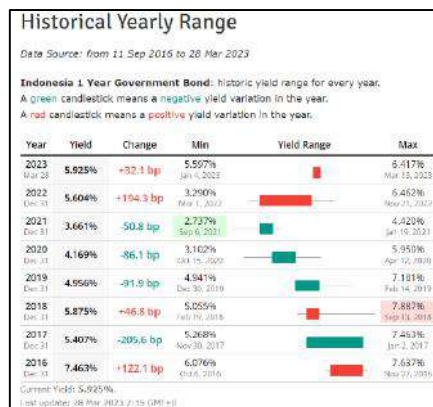 Historical Yearly Range
Data Source: from 11 Sep 2016 to 28 Mar 2023
Indonesia 1 Year Government Bond: historic yield range for every year.
A green candlestick means a negative yield variation in the year.
A red candlestick means a positive yield variation in the year.
Year Yield Change Min Yield Range Max
2023 5.925% +32.1 bp 5.597% 6.417%
Mar 28 Jan 4, 2023 Mar 13, 2023
2022 5.604% +194.3 bp 3.290% 6.462%
Dec 31 Mar 1, 2022 Nov 21, 2022
2021 3.661% -50.8 bp 2.737% 4.420%
Dec 31 Sep 6, 2021 Jan 19, 2021
2020 4.169% -86.1 bp 3.102% 5.950%
Dec 31 Oct 15, 2020 Apr 12, 2020
2019 4.956% -91.9 bp 4.941% 7.181%
Dec 31 Dec 30, 2019 Feb 14, 2019
2018 5.875% +46.8 bp 5.055% 7.887%
Dec 31 Feb 19, 2018 Sep 13, 2018
2017 5.407% -205.6 bp 5.268% 7.463%
Dec 31 Nov 30, 2017 Jan 2, 2017
2016 7.463% +122.1 bp 6.076% 7.637%
Dec 31 Oct 6, 2016 Nov 27, 2016
Current Yield: 5.925%.
Last update: 28 Mar 2023 2:15 GMT+0